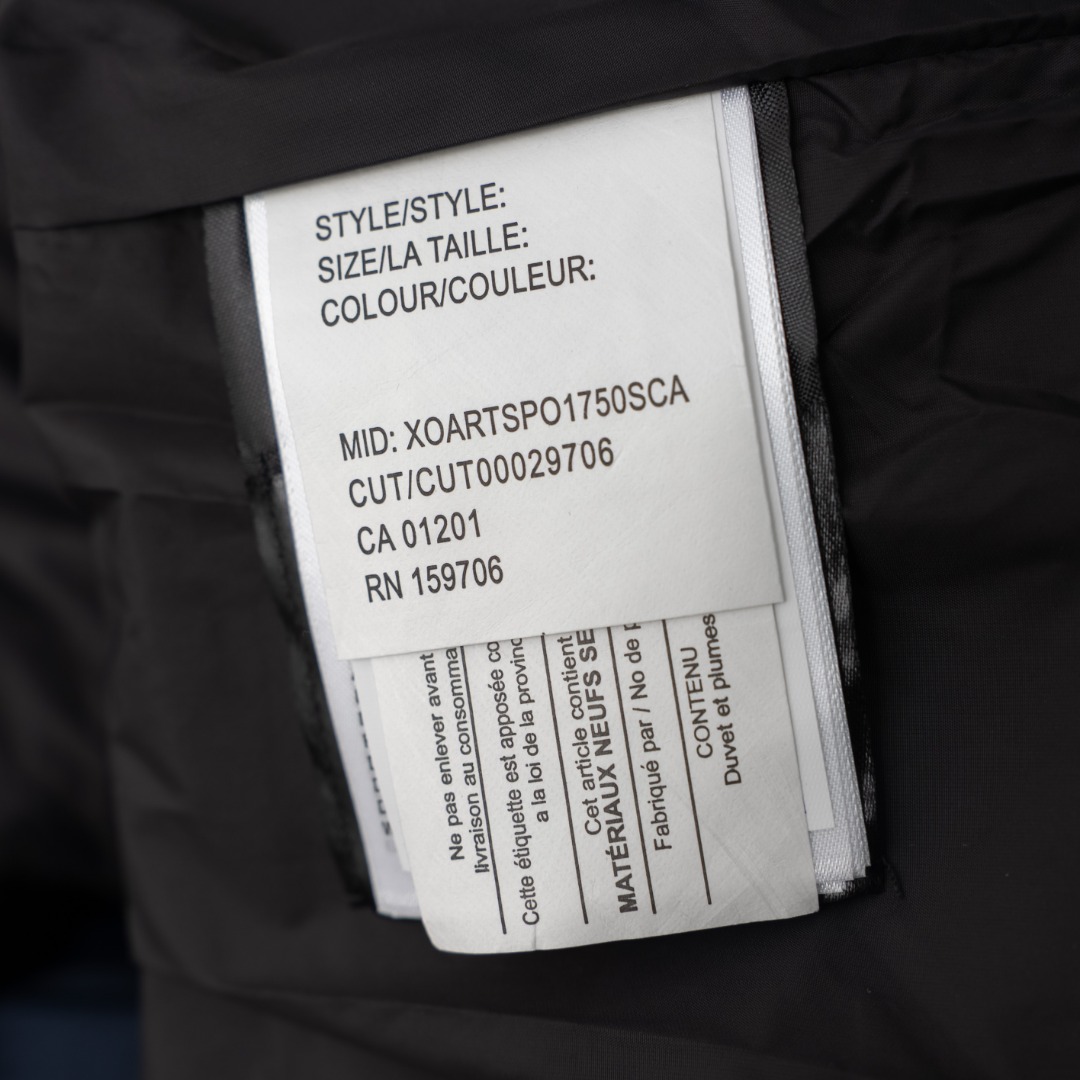 STYLE/STYLE:
SIZE/LA TAILLE:
COLOUR/COULEUR:
MID: XOARTSPO1750SCA
CUT/CUT00029706
CA 01201
RN 159706
Ne pas enlever avant
livraison au consomma
Cette étiquette est apposée co
a la loi de la provinc
Cet article contient
MATÉRIAUX NEUFS SE
Fabriqué par / No de p
CONTENU
Duvet et plumes